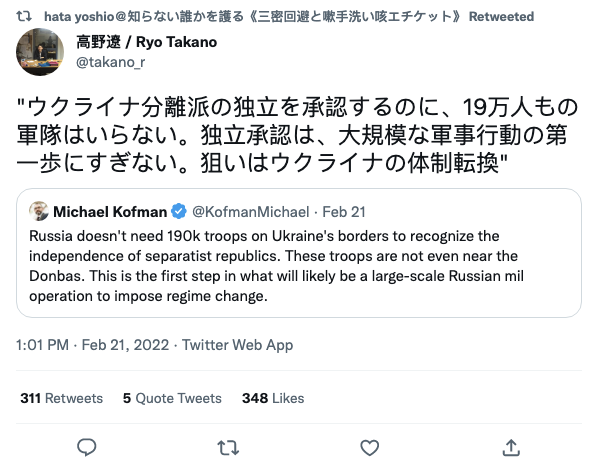 hata yoshio@知らない誰かを護る《三密回避と嗽手洗い咳エチケット》 Retweeted
高野遼 / Ryo Takano
@takano_r
"ウクライナ分離派の独立を承認するのに、19万人もの
軍隊はいらない。独立承認は、大規模な軍事行動の第
一歩にすぎない。狙いはウクライナの体制転換"
Michael Kofman @KofmanMichael · Feb 21
Russia doesn't need 190k troops on Ukraine's borders to recognize the
independence of separatist republics. These troops are not even near the
Donbas. This is the first step in what will likely be a large-scale Russian mil
operation to impose regime change.
1:01 PM · Feb 21, 2022 · Twitter Web App
311 Retweets 5 Quote Tweets 348 Likes